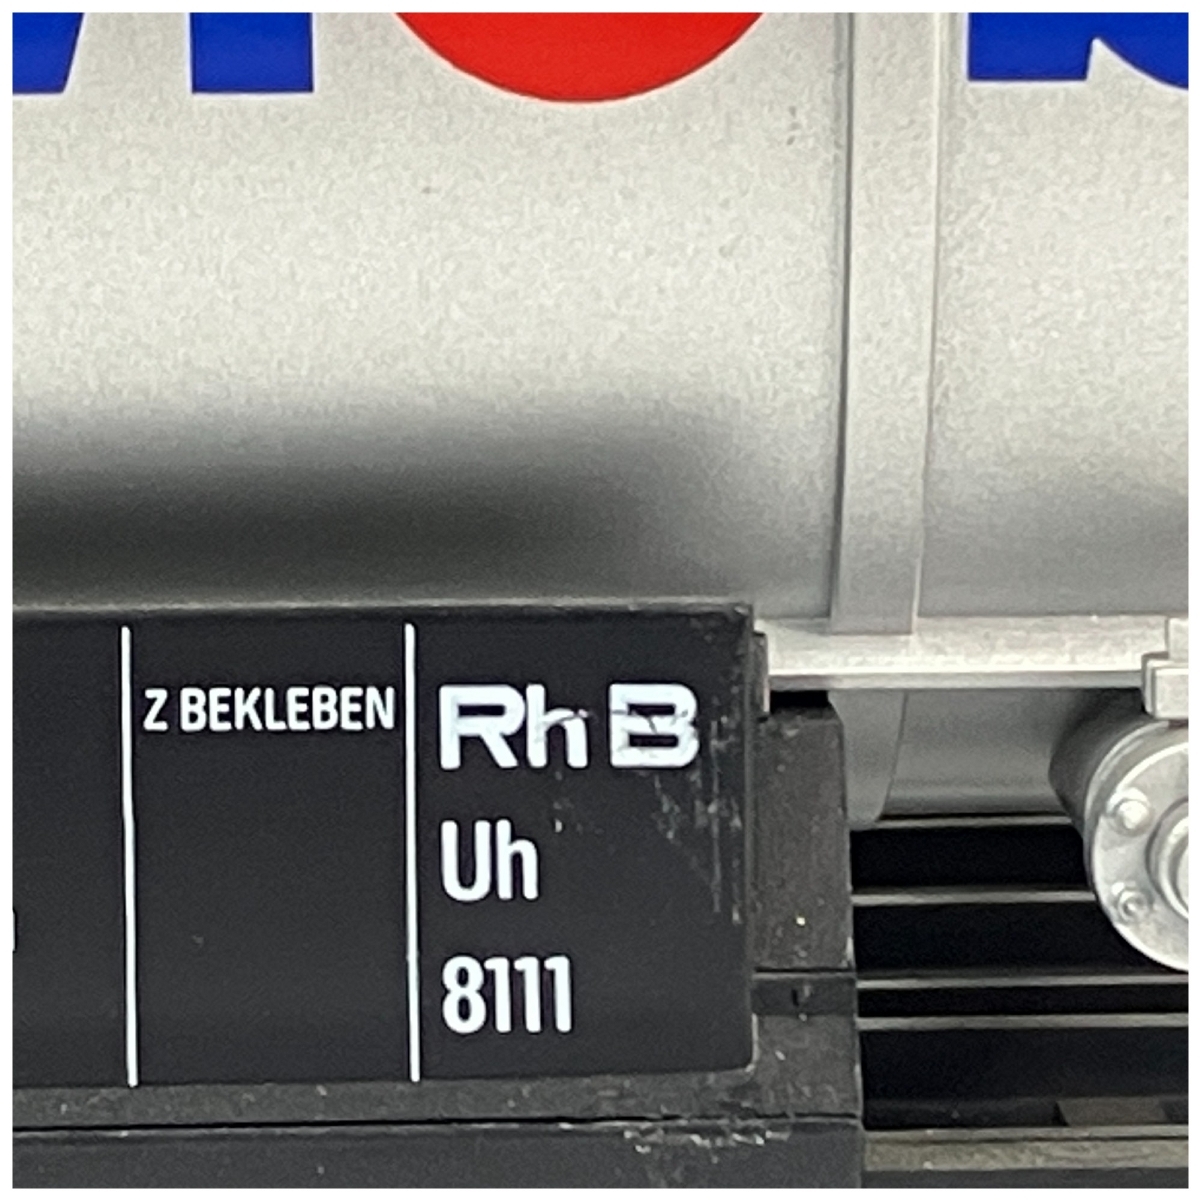 Z BEKLEBEN
RhB
Uh
8111